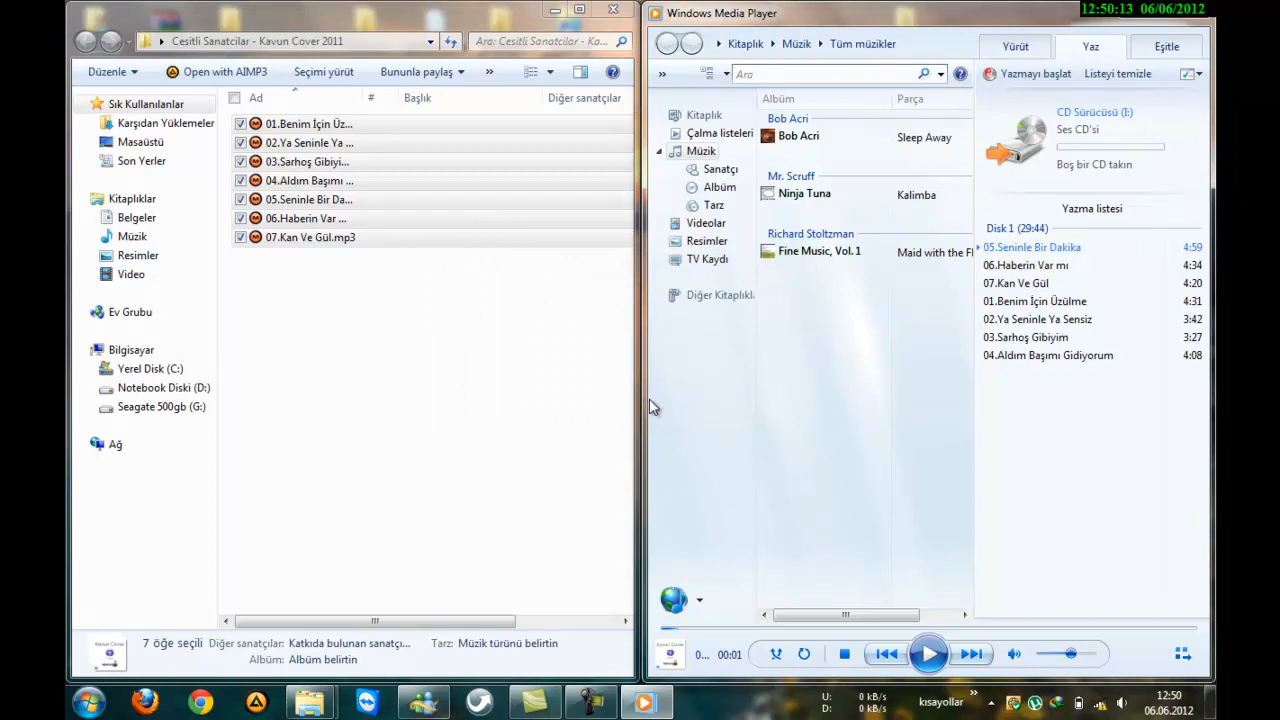 12:50:13 06/06/2012
Cesitli Sanatcilar - Kavun Cover 2011
Ara: Cesitli Sanatcilar - Ka...
Düzenle
Open with AIMP3
Seçimi yürüt
Bununla paylaş
»
Sık Kullanılanlar
Karşıdan Yüklemeler
Masaüstü
Son Yerler
Kitaplıklar
Belgeler
Müzik
Resimler
Video
Ev Grubu
Bilgisayar
Yerel Disk (C:)
Notebook Diski (D:)
Seagate 500gb (G:)
Ağ
Ad
#
Başlık
Diğer sanatçılar
01.Benim İçin Üz...
02.Ya Seninle Ya ...
03.Sarhoş Gibiyi...
04.Aldım Başımı ...
05.Seninle Bir Da...
06.Haberin Var ...
07.Kan Ve Gül.mp3
7 öğe seçili
Diğer sanatçılar: Katkıda bulunan sanatçı...
Tarz: Müzik türünü belirtin
Albüm: Albüm belirtin
Windows Media Player
Kitaplık
Müzik
Tüm müzikler
Yürüt
Yaz
Eşitle
»
Ara
Yazmayı başlat
Listeyi temizle
Kitaplık
Çalma listeleri
Müzik
Sanatçı
Albüm
Tarz
Videolar
Resimler
TV Kaydı
Diğer Kitaplıkla
Albüm
Parça
Bob Acri
Bob Acri
Sleep Away
Mr. Scruff
Ninja Tuna
Kalimba
Richard Stoltzman
Fine Music, Vol. 1
Maid with the Fl
CD Sürücüsü (I:)
Ses CD'si
Boş bir CD takın
Yazma listesi
Disk 1 (29:44)
05.Seninle Bir Dakika 4:59
06.Haberin Var mı 4:34
07.Kan Ve Gül 4:20
01.Benim İçin Üzülme 4:31
02.Ya Seninle Ya Sensiz 3:42
03.Sarhoş Gibiyim 3:27
04.Aldım Başımı Gidiyorum 4:08
0... 00:01
U: 0 kB/s
D: 0 kB/s
kısayollar
»
12:50
06.06.2012